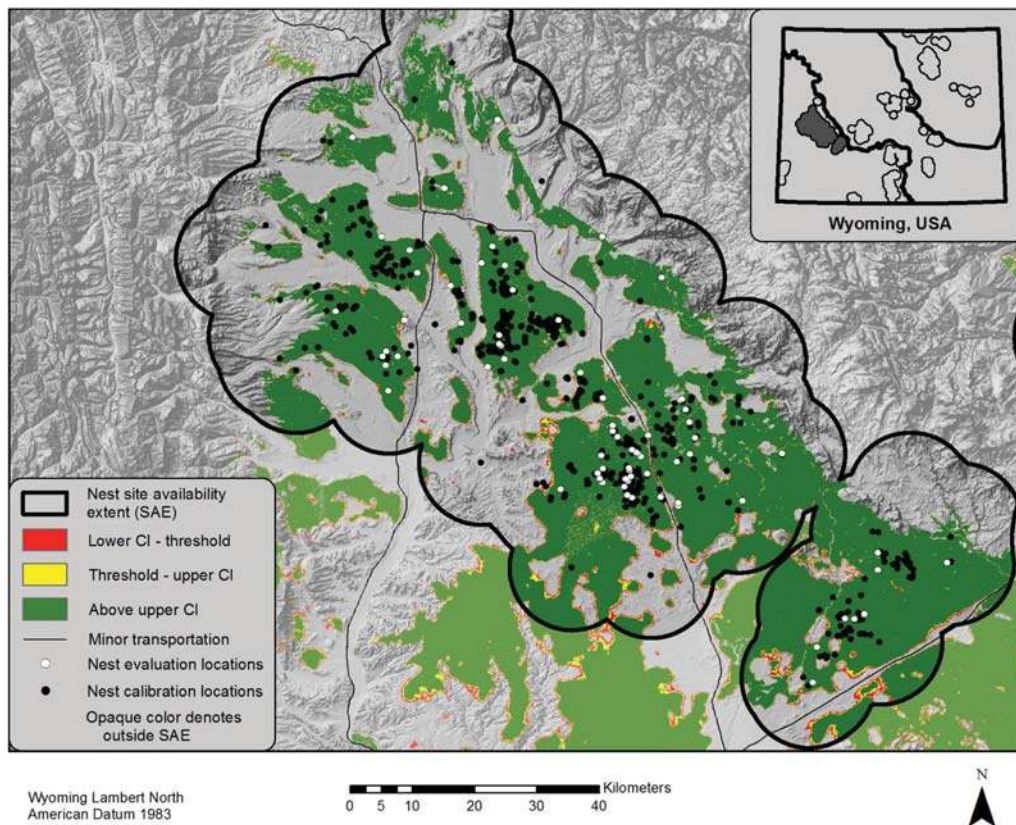 Wyoming, USA
Nest site availability
extent (SAE)
Lower CI - threshold
Threshold - upper CI
Above upper CI
Minor transportation
Nest evaluation locations
Nest calibration locations
Opaque color denotes
outside SAE
Wyoming Lambert North
American Datum 1983
Kilometers
0 5 10 20 30 40
N